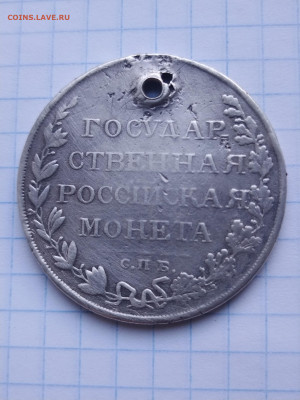 COINS.LAVE.RU
ГОСУДАР
СТВЕННАЯ
РОССІЙСКАЯ
МОНЕТА
С.П.Б.